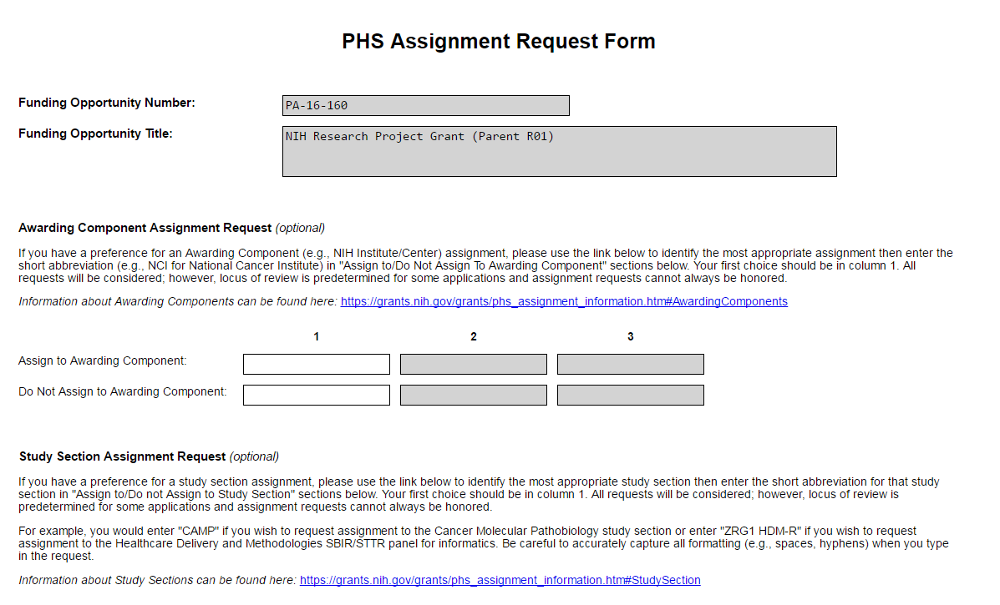 PHS Assignment Request Form
Funding Opportunity Number:
PA-16-160
Funding Opportunity Title:
NIH Research Project Grant (Parent R01)
Awarding Component Assignment Request (optional)
If you have a preference for an Awarding Component (e.g., NIH Institute/Center) assignment, please use the link below to identify the most appropriate assignment then enter the
short abbreviation (e.g., NCI for National Cancer Institute) in "Assign to/Do Not Assign To Awarding Component" sections below. Your first choice should be in column 1. All
requests will be considered; however, locus of review is predetermined for some applications and assignment requests cannot always be honored.
Information about Awarding Components can be found here: https://grants.nih.gov/grants/phs_assignment_information.htm#AwardingComponents
1 2 3
Assign to Awarding Component:
Do Not Assign to Awarding Component:
Study Section Assignment Request (optional)
If you have a preference for a study section assignment, please use the link below to identify the most appropriate study section then enter the short abbreviation for that study
section in "Assign to/Do not Assign to Study Section" sections below. Your first choice should be in column 1. All requests will be considered; however, locus of review is
predetermined for some applications and assignment requests cannot always be honored.
For example, you would enter "CAMP" if you wish to request assignment to the Cancer Molecular Pathobiology study section or enter "ZRG1 HDM-R" if you wish to request
assignment to the Healthcare Delivery and Methodologies SBIR/STTR panel for informatics. Be careful to accurately capture all formatting (e.g., spaces, hyphens) when you type
in the request.
Information about Study Sections can be found here: https://grants.nih.gov/grants/phs_assignment_information.htm#StudySection